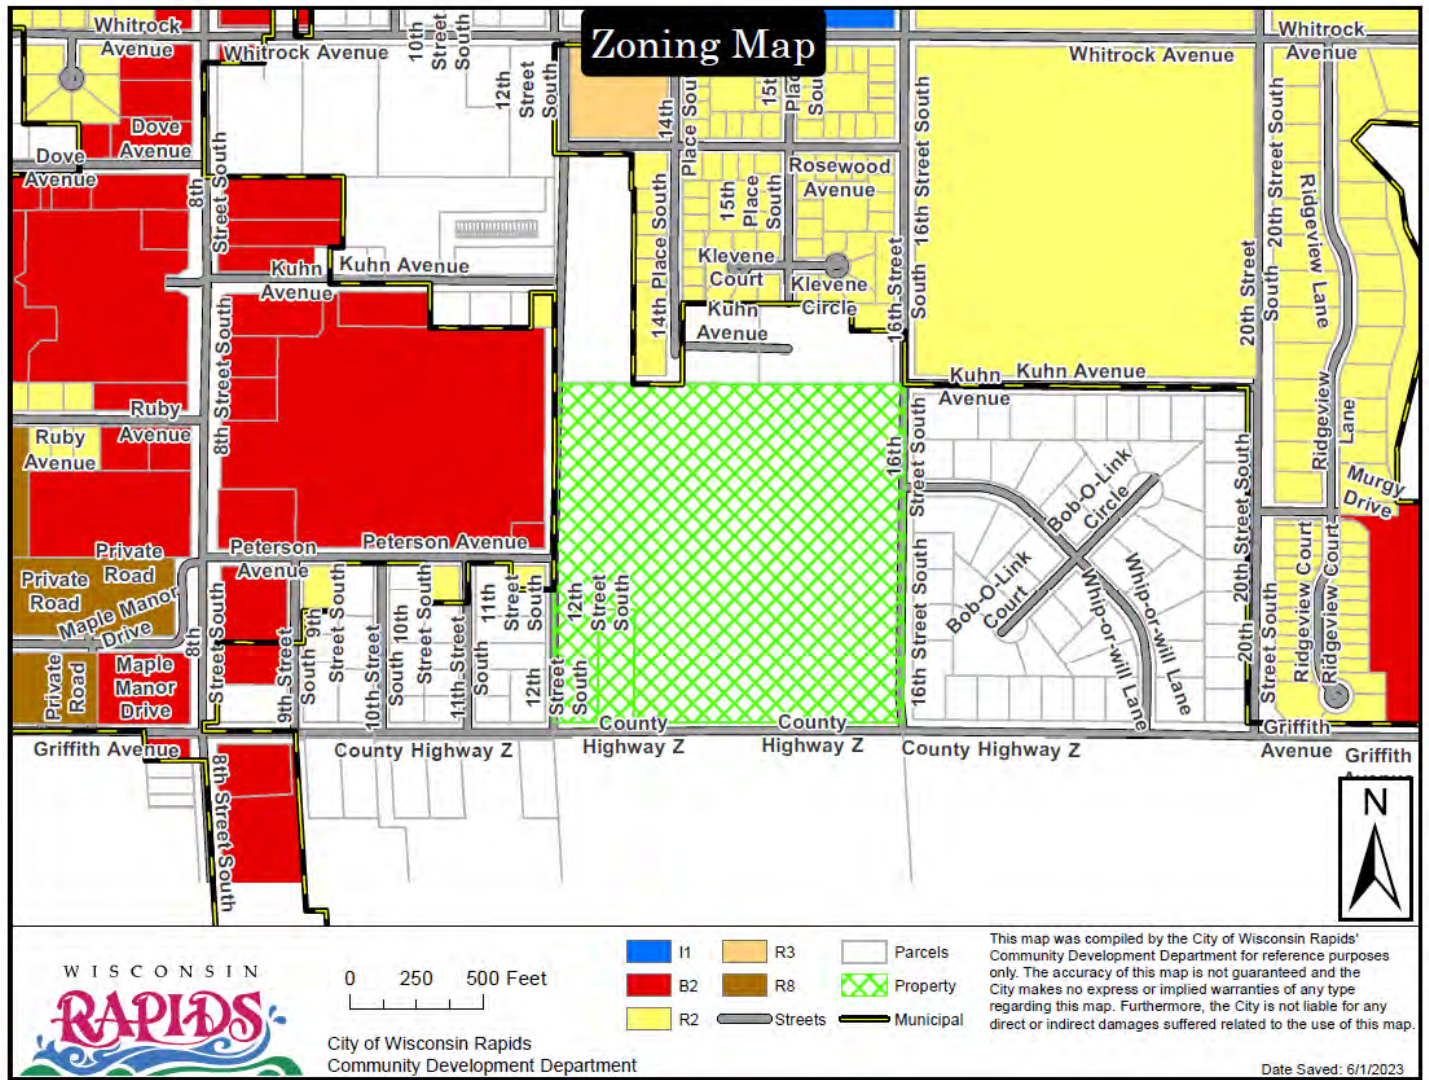 Zoning Map
Whitrock
Avenue
Whitrock Avenue
10th
Street
South
12th
Street
South
15t
Plac
Sou
Whitrock Avenue
Whitrock
Avenue
Dove
Avenue
Dove
Avenue
8th
Street South
14th
Place Sou
14th Place South
15th
Place
South
Rosewood
Avenue
16th Street South
20th Street South
20th Street
South
Ridgeview Lane
Kuhn
Avenue
Kuhn Avenue
Klevene
Court
Klevene
Circle
Kuhn
Avenue
16th Street
South
8th Street South
8th Street South
Kuhn
Avenue
Kuhn Avenue
Ruby
Avenue
Ruby
Avenue
Ridgeview
Lane
Murgy
Drive
16th
Street South
Bob-O-Link
Circle
20th Street South
Private
Road
Peterson
Avenue
Peterson Avenue
Private
Road
Maple Manor
Drive
8th
Street South
9th
Street South
9th Street
South
10th
Street South
10th Street
South
11th
Street
South
11th Street
South
12th
Street
South
12th
Street
South
16th Street South
Bob-O-Link
Court
Whip-or-will Lane
Whip-or-will Lane
20th
Street South
Ridgeview Court
Ridgeview Court
Private
Road
Maple
Manor
Drive
Griffith Avenue
County Highway Z
County
Highway Z
County
Highway Z
County Highway Z
Griffith
Avenue
Griffith
8th Street South
N
WISCONSIN
RAPIDS
0 250 500 Feet
City of Wisconsin Rapids
Community Development Department
I1
B2
R2
R3
R8
Streets
Parcels
Property
Municipal
This map was compiled by the City of Wisconsin Rapids'
Community Development Department for reference purposes
only. The accuracy of this map is not guaranteed and the
City makes no express or implied warranties of any type
regarding this map. Furthermore, the City is not liable for any
direct or indirect damages suffered related to the use of this map.
Date Saved: 6/1/2023